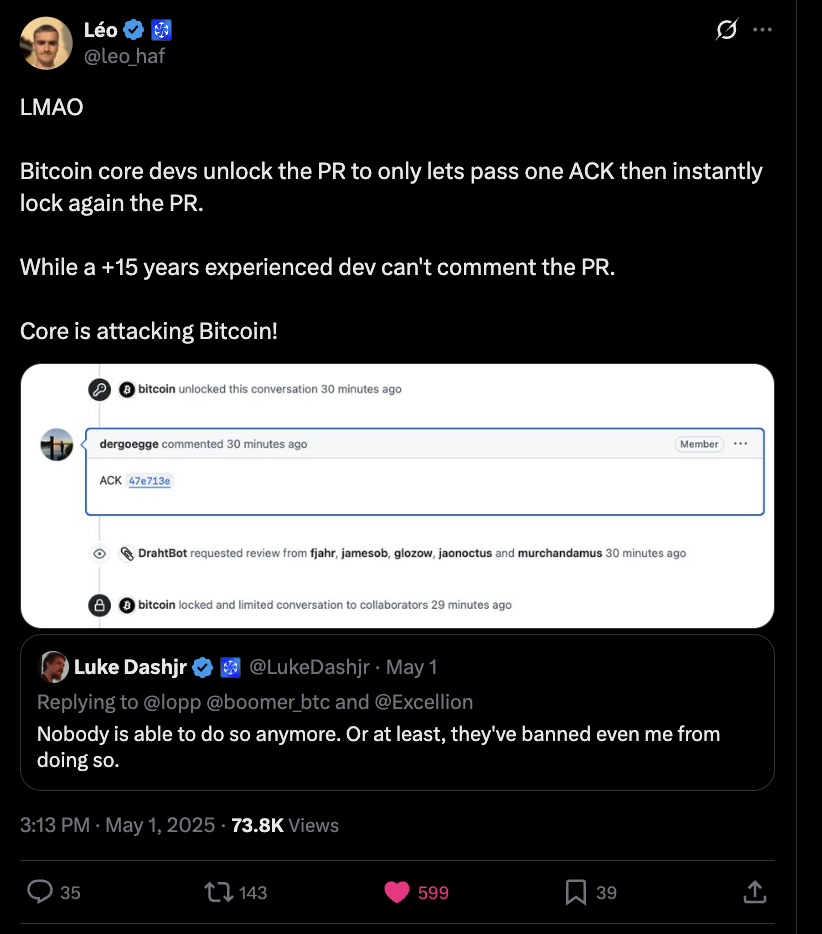 Léo
@leo_haf
LMAO
Bitcoin core devs unlock the PR to only lets pass one ACK then instantly
lock again the PR.
While a +15 years experienced dev can't comment the PR.
Core is attacking Bitcoin!
bitcoin unlocked this conversation 30 minutes ago
dergoegge commented 30 minutes ago
Member
ACK 47e713e
DrahtBot requested review from fjahr, jamesob, glozow, jaonoctus and murchandamus 30 minutes ago
bitcoin locked and limited conversation to collaborators 29 minutes ago
Luke Dashjr @LukeDashjr · May 1
Replying to @lopp @boomer_btc and @Excellion
Nobody is able to do so anymore. Or at least, they've banned even me from
doing so.
3:13 PM · May 1, 2025 · 73.8K Views
35 143 599 39